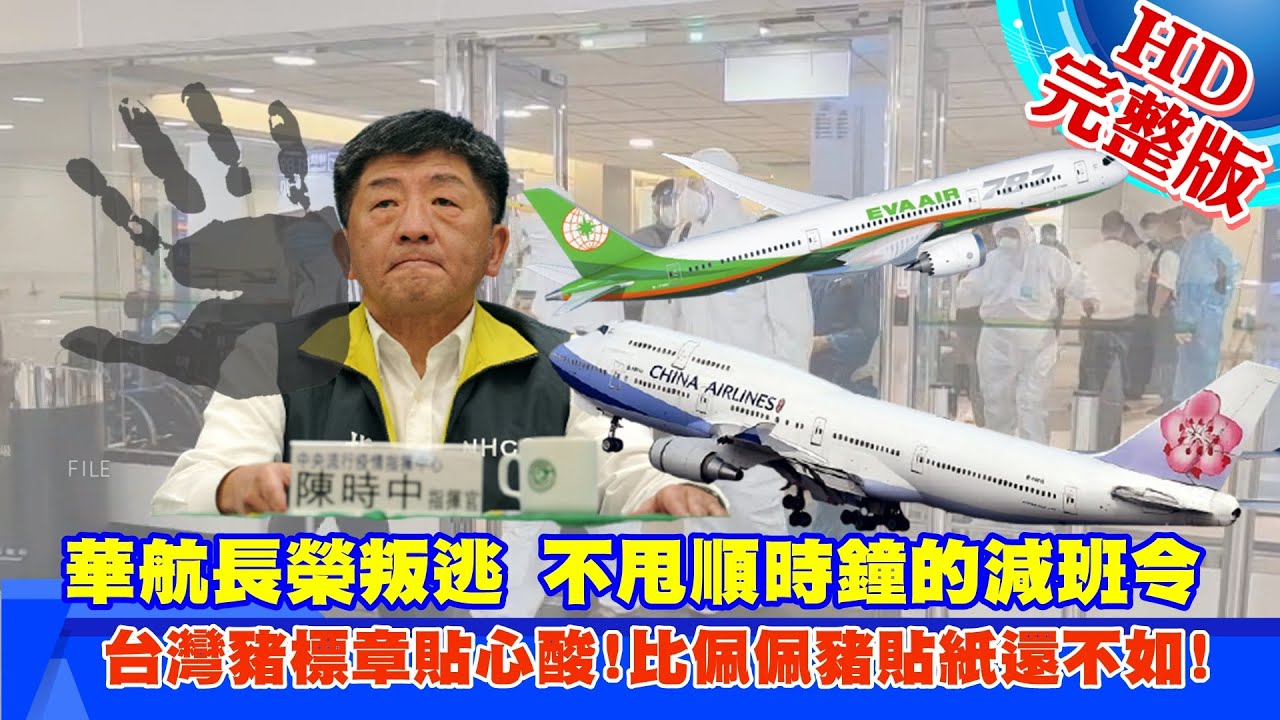 HD
完整版
EVA AIR
787
CHINA AIRLINES
FILE
中央流行疫情指揮中心
陳時中 指揮官
華航長榮叛逃 不甩順時鐘的減班令
台灣豬標章貼心酸!比佩佩豬貼紙還不如!